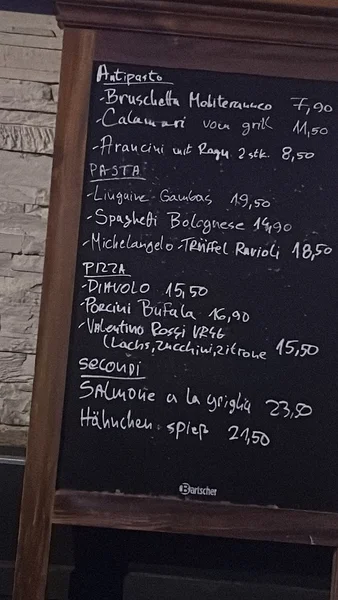 Antipasto
-Bruschetta Mediteraneo 7,90
-Calamari vom grill 11,50
-Arancini mit Ragu 2 stk. 8,50
PASTA
-Linguine Gambas 19,50
-Spaghetti Bolognese 14,90
-Michelangelo Trüffel Ravioli 18,50
PIZZA
-DIAVOLO 15,50
-Porcini Bufala 16,90
-Valentino Rossi VR46
(Lachs, Zucchini, zitrone 15,50
SECONDI
SALMONE a la griglia 23,50
Hähnchen spieß 21,50
Bartscher